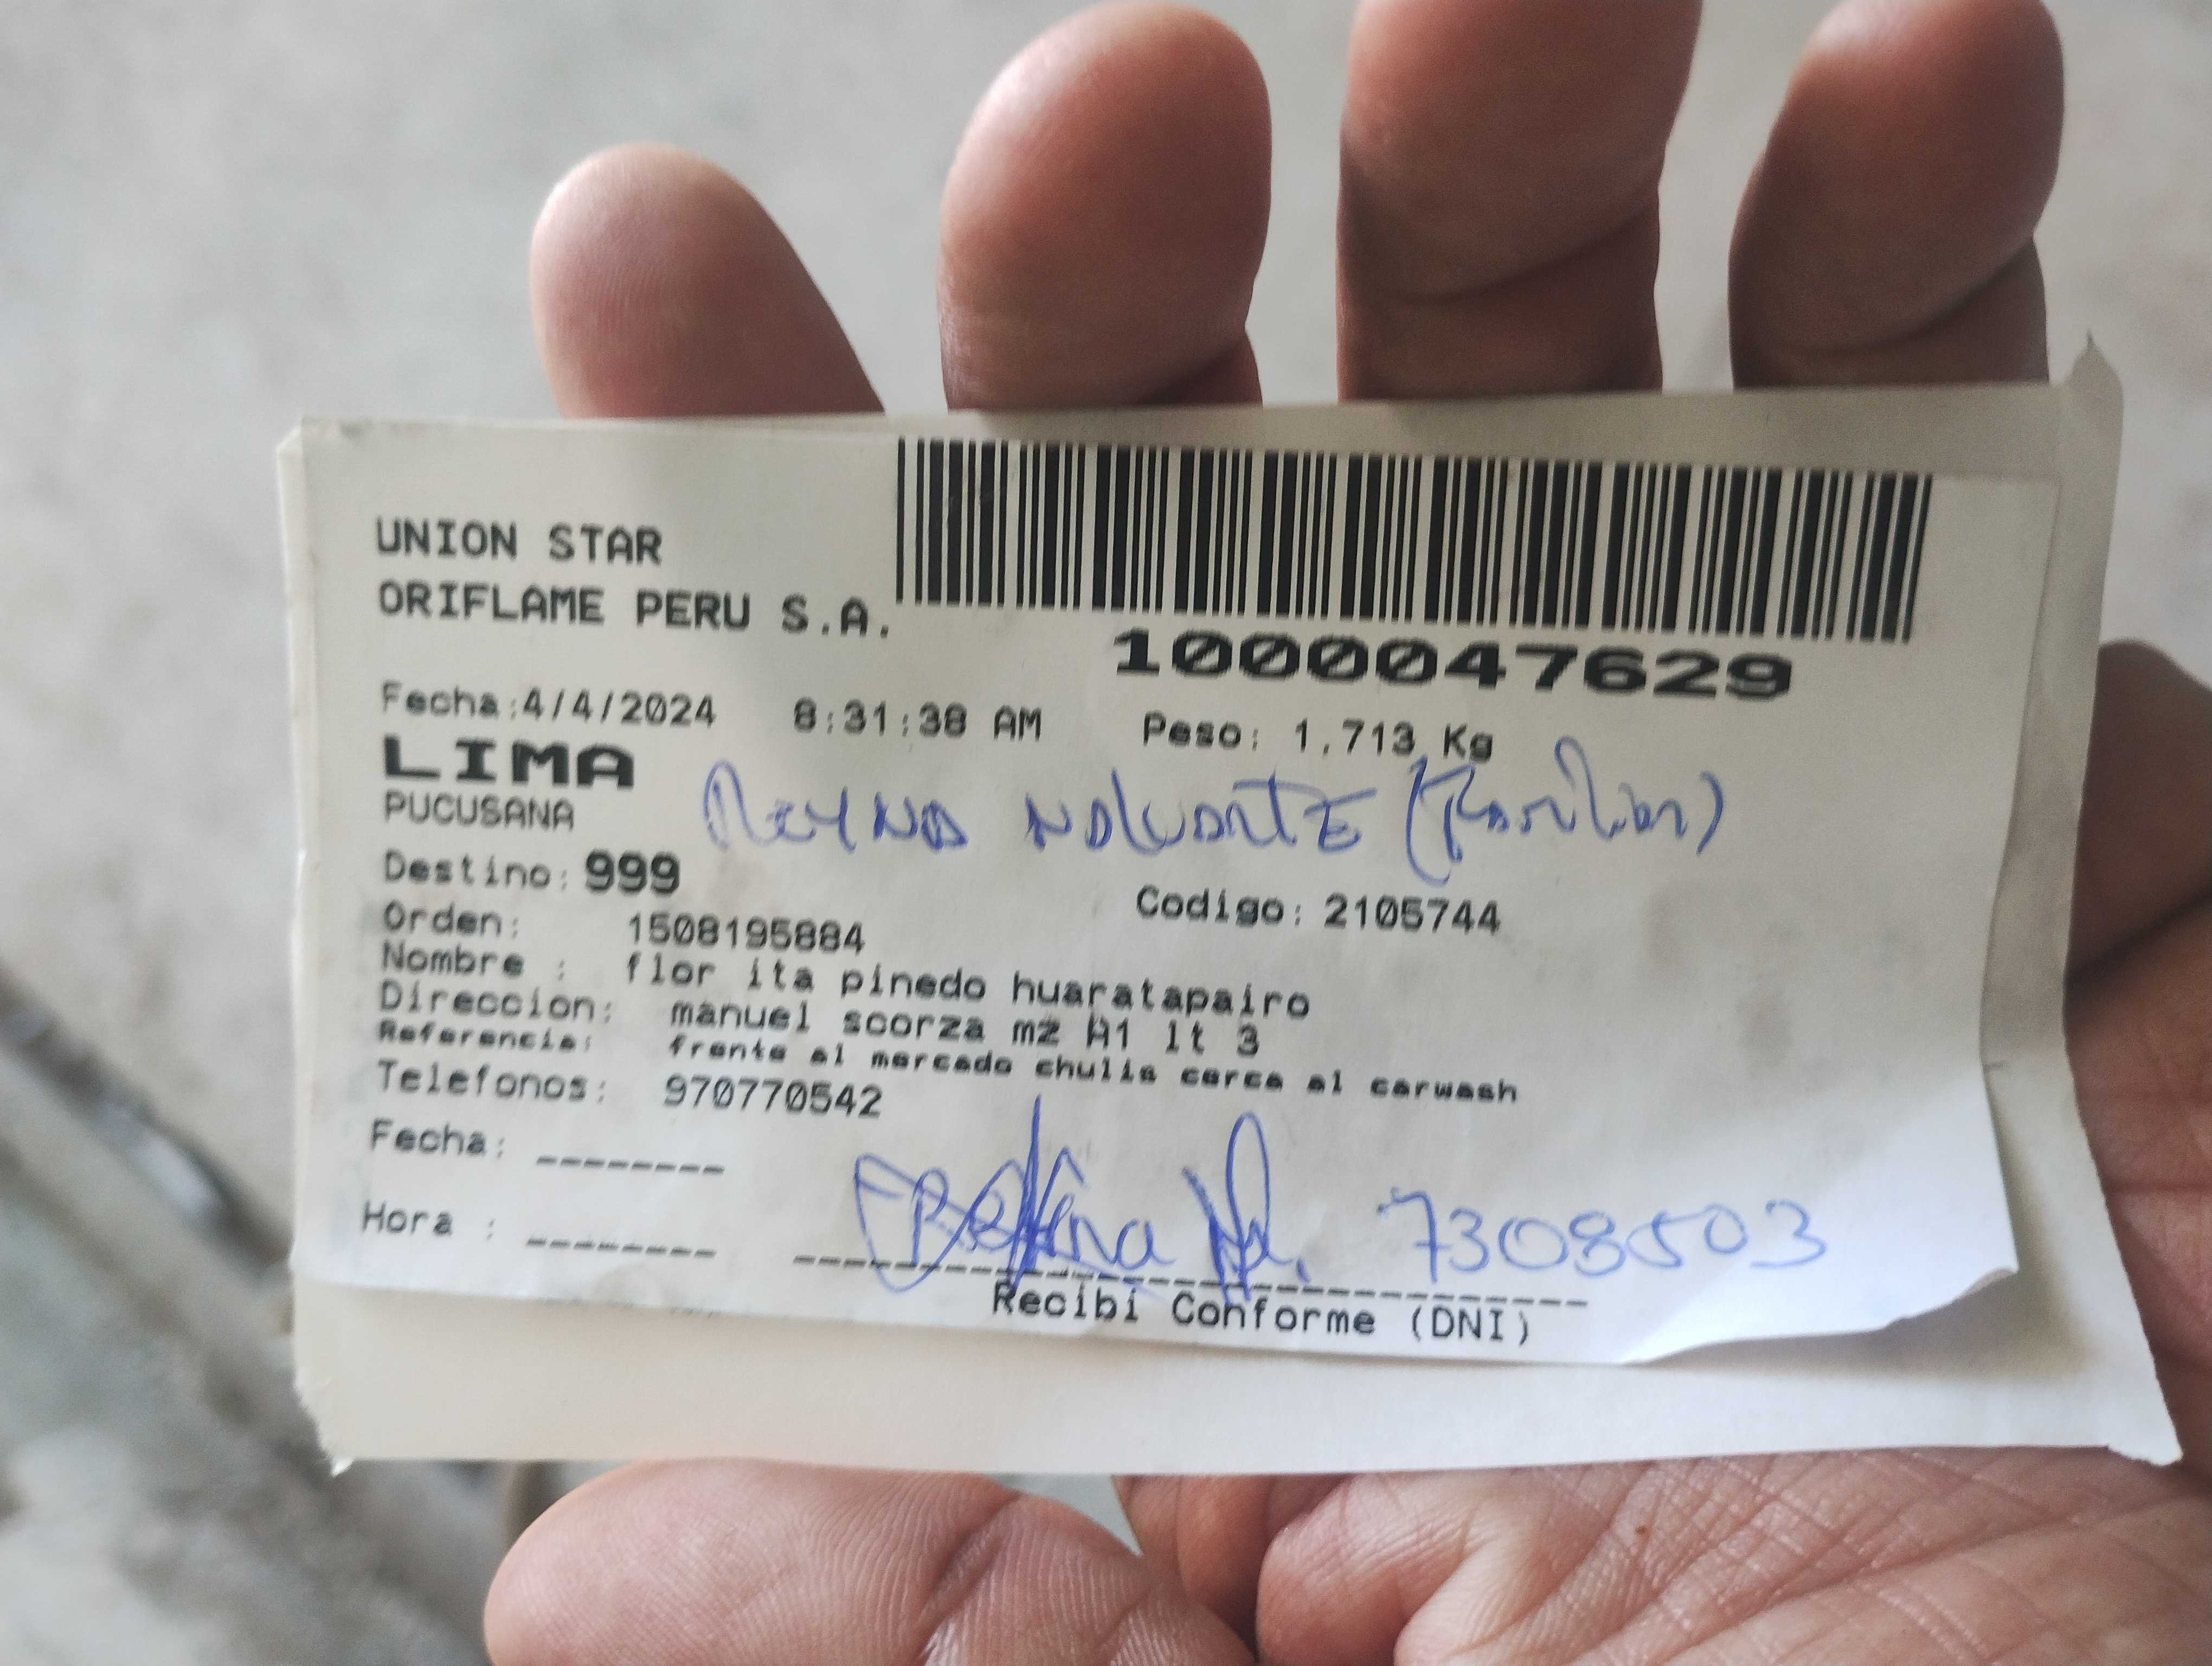 UNION STAR
ORIFLAME PERU S.A.
1000047629
Fecha:4/4/2024 8:31:38 AM Peso: 1.713 Kg
LIMA
PUCUSANA
(Familiar)
Destino: 999
Codigo: 2105744
Orden: 1508195884
Nombre : flor ita pinedo huaratapairo
Direccion: manuel scorza mz A1 lt 3
Referencia: frente al mercado chulis cerca al carwash
Telefonos: 970770542
Fecha: --------
Hora : --------
7308503
Recibi Conforme (DNI)